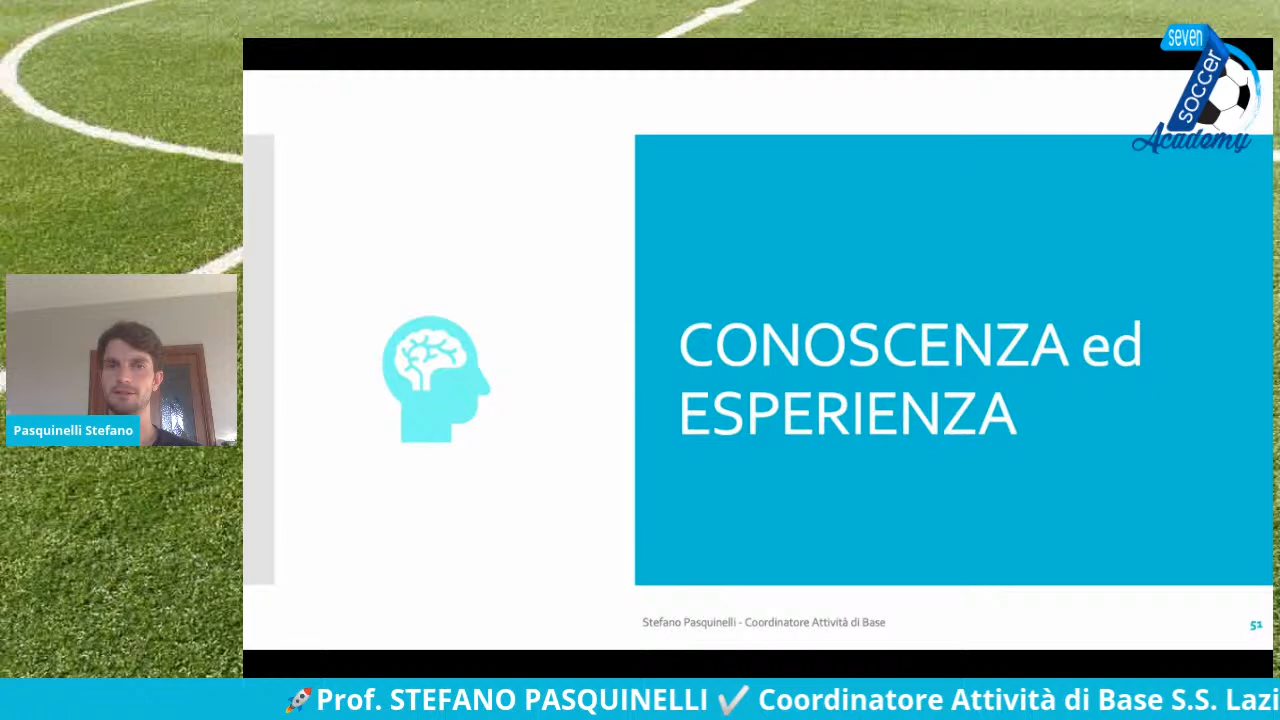 seven
SOCCER
Academy
CONOSCENZA ed
ESPERIENZA
Pasquinelli Stefano
Stefano Pasquinelli - Coordinatore Attività di Base
51
Prof. STEFANO PASQUINELLI ✔ Coordinatore Attività di Base S.S. Lazi